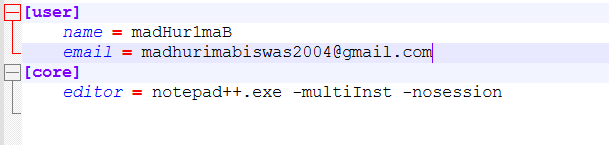 [user]
name = madHur1maB
email = madhurimabiswas2004@gmail.com
[core]
editor = notepad++.exe -multiInst -nosession